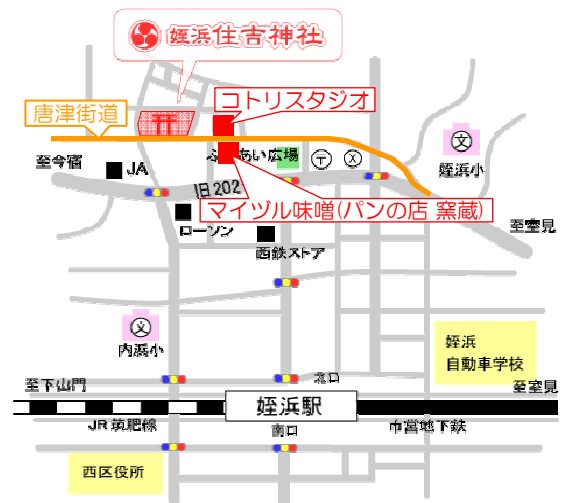 姪浜住吉神社
唐津街道
コトリスタジオ
至今宿
JA
ふ
あい広場
〒
文
姪浜小
旧202
マイヅル味噌(パンの店 窯蔵)
ローソン
西鉄ストア
至室見
文
内浜小
姪浜
自動車学校
至下山門
北口
至室見
姪浜駅
JR筑肥線
南口
市営地下鉄
西区役所